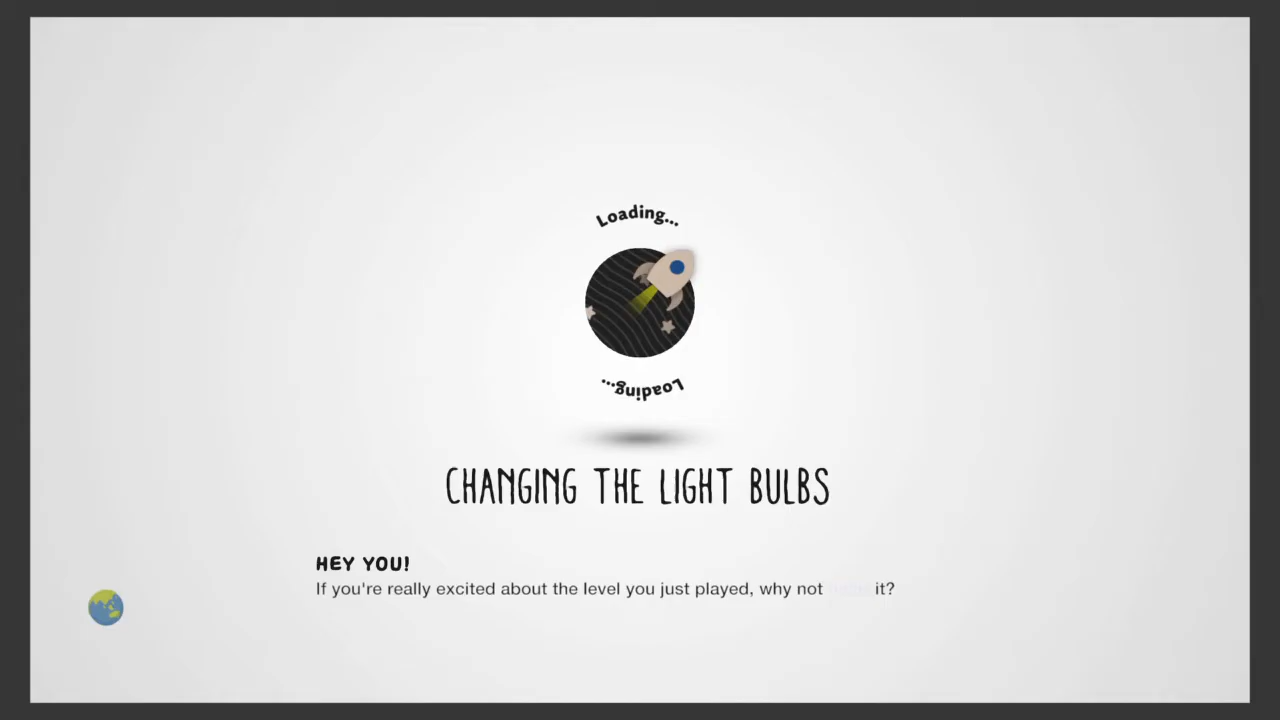 Loading...
Loading...
CHANGING THE LIGHT BULBS
HEY YOU!
If you're really excited about the level you just played, why not it?